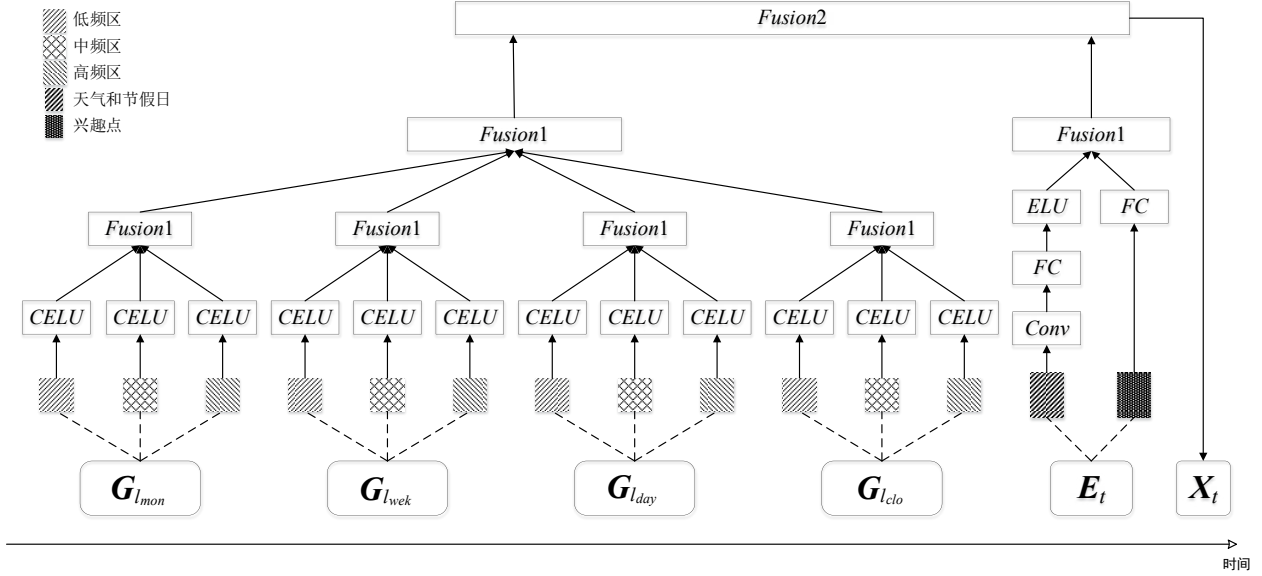 低频区
中频区
高频区
天气和节假日
兴趣点
Fusion2
Fusion1 Fusion1
ELU FC
Fusion1 Fusion1 Fusion1 Fusion1
FC
CELU CELU CELU CELU CELU CELU CELU CELU CELU CELU CELU CELU Conv
G_{l_{mon}} G_{l_{wek}} G_{l_{day}} G_{l_{clo}} E_t X_t
时间